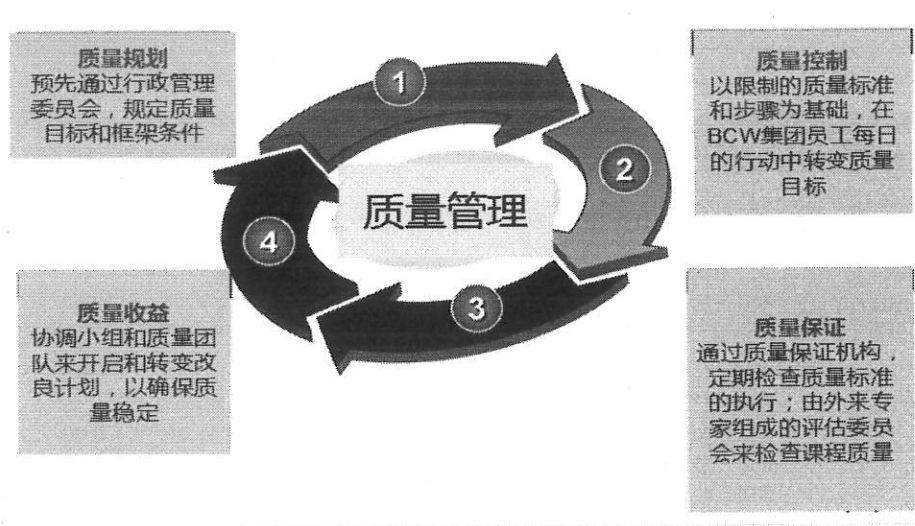 质量规划
预先通过行政管理
委员会，规定质量
目标和框架条件
1
质量控制
以限制的质量标准
和步骤为基础，在
BCW集团员工每日
的行动中转变质量
目标
2
质量管理
4
质量收益
协调小组和质量团
队来开启和转变改
良计划，以确保质
量稳定
3
质量保证
通过质量保证机构，
定期检查质量标准
的执行；由外来专
家组成的评估委员
会来检查课程质量